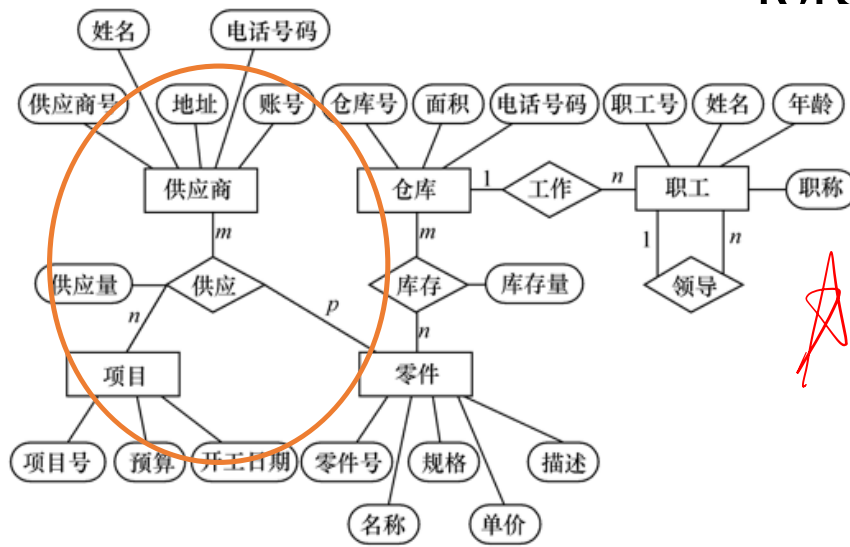 姓名
电话号码
供应商号
地址
账号
仓库号
面积
电话号码
职工号
姓名
年龄
供应商
仓库
1
工作
n
职工
职称
m
m
1
n
供应量
供应
库存
库存量
领导
n
p
n
项目
零件
项目号
预算
开工日期
零件号
规格
描述
名称
单价